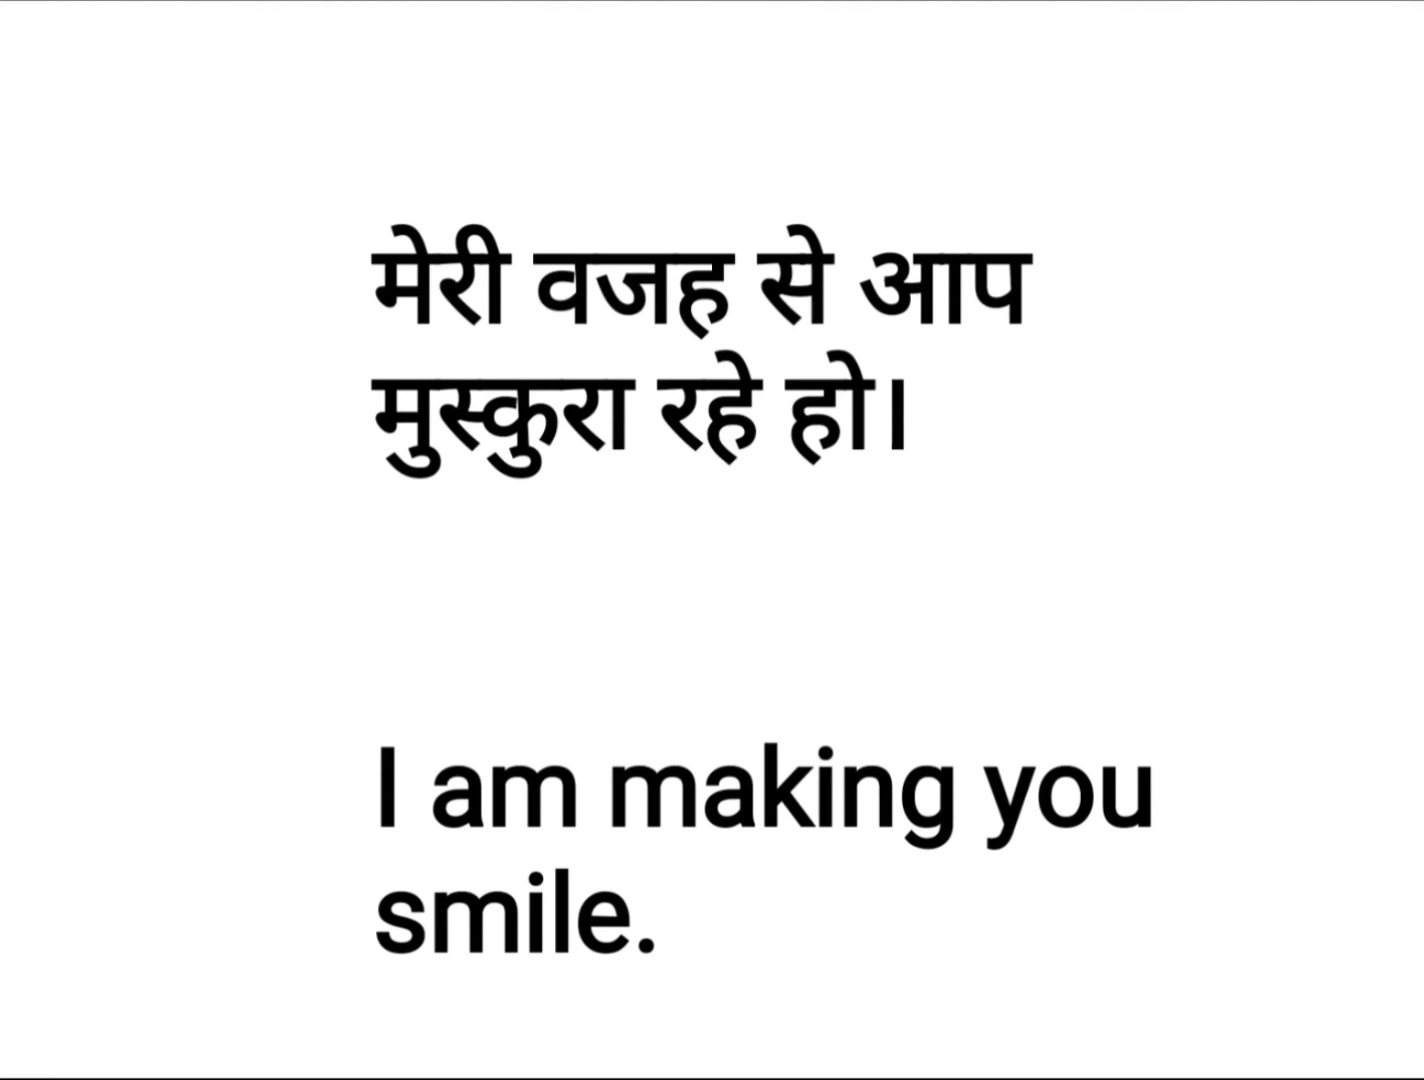 मेरी वजह से आप
मुस्कुरा रहे हो।
I am making you
smile.